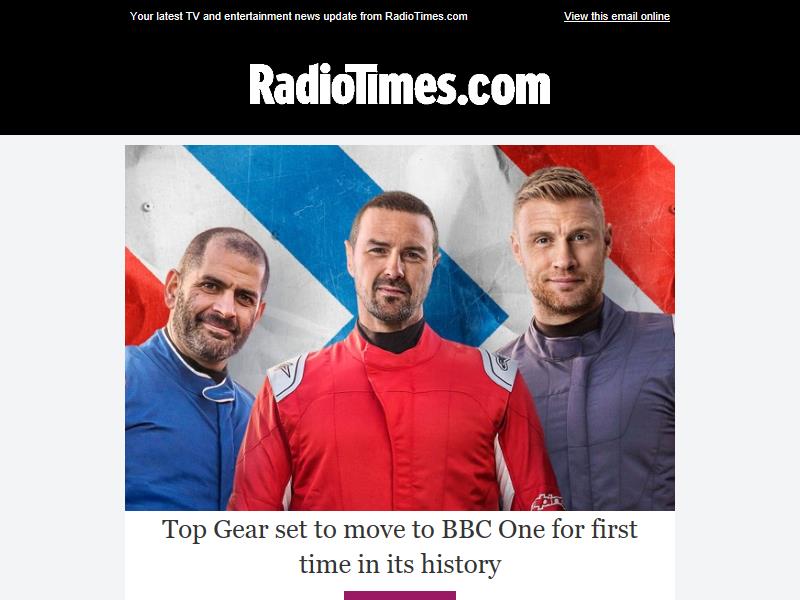 Your latest TV and entertainment news update from RadioTimes.com
View this email online
RadioTimes.com
Top Gear set to move to BBC One for first
time in its history